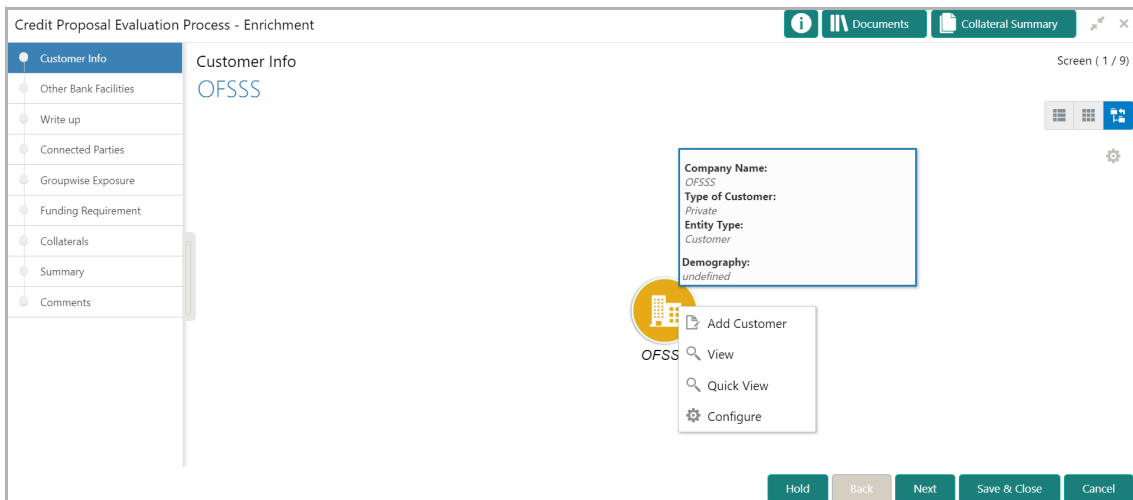 Credit Proposal Evaluation Process - Enrichment
Documents
Collateral Summary
Customer Info
Other Bank Facilities
Write up
Connected Parties
Groupwise Exposure
Funding Requirement
Collaterals
Summary
Comments
Customer Info
Screen ( 1 / 9)
OFSSS
Company Name:
OFSSS
Type of Customer:
Private
Entity Type:
Customer
Demography:
undefined
OFSS
Add Customer
View
Quick View
Configure
Hold
Back
Next
Save & Close
Cancel